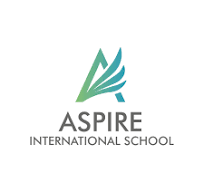 ASPIRE
INTERNATIONAL SCHOOL